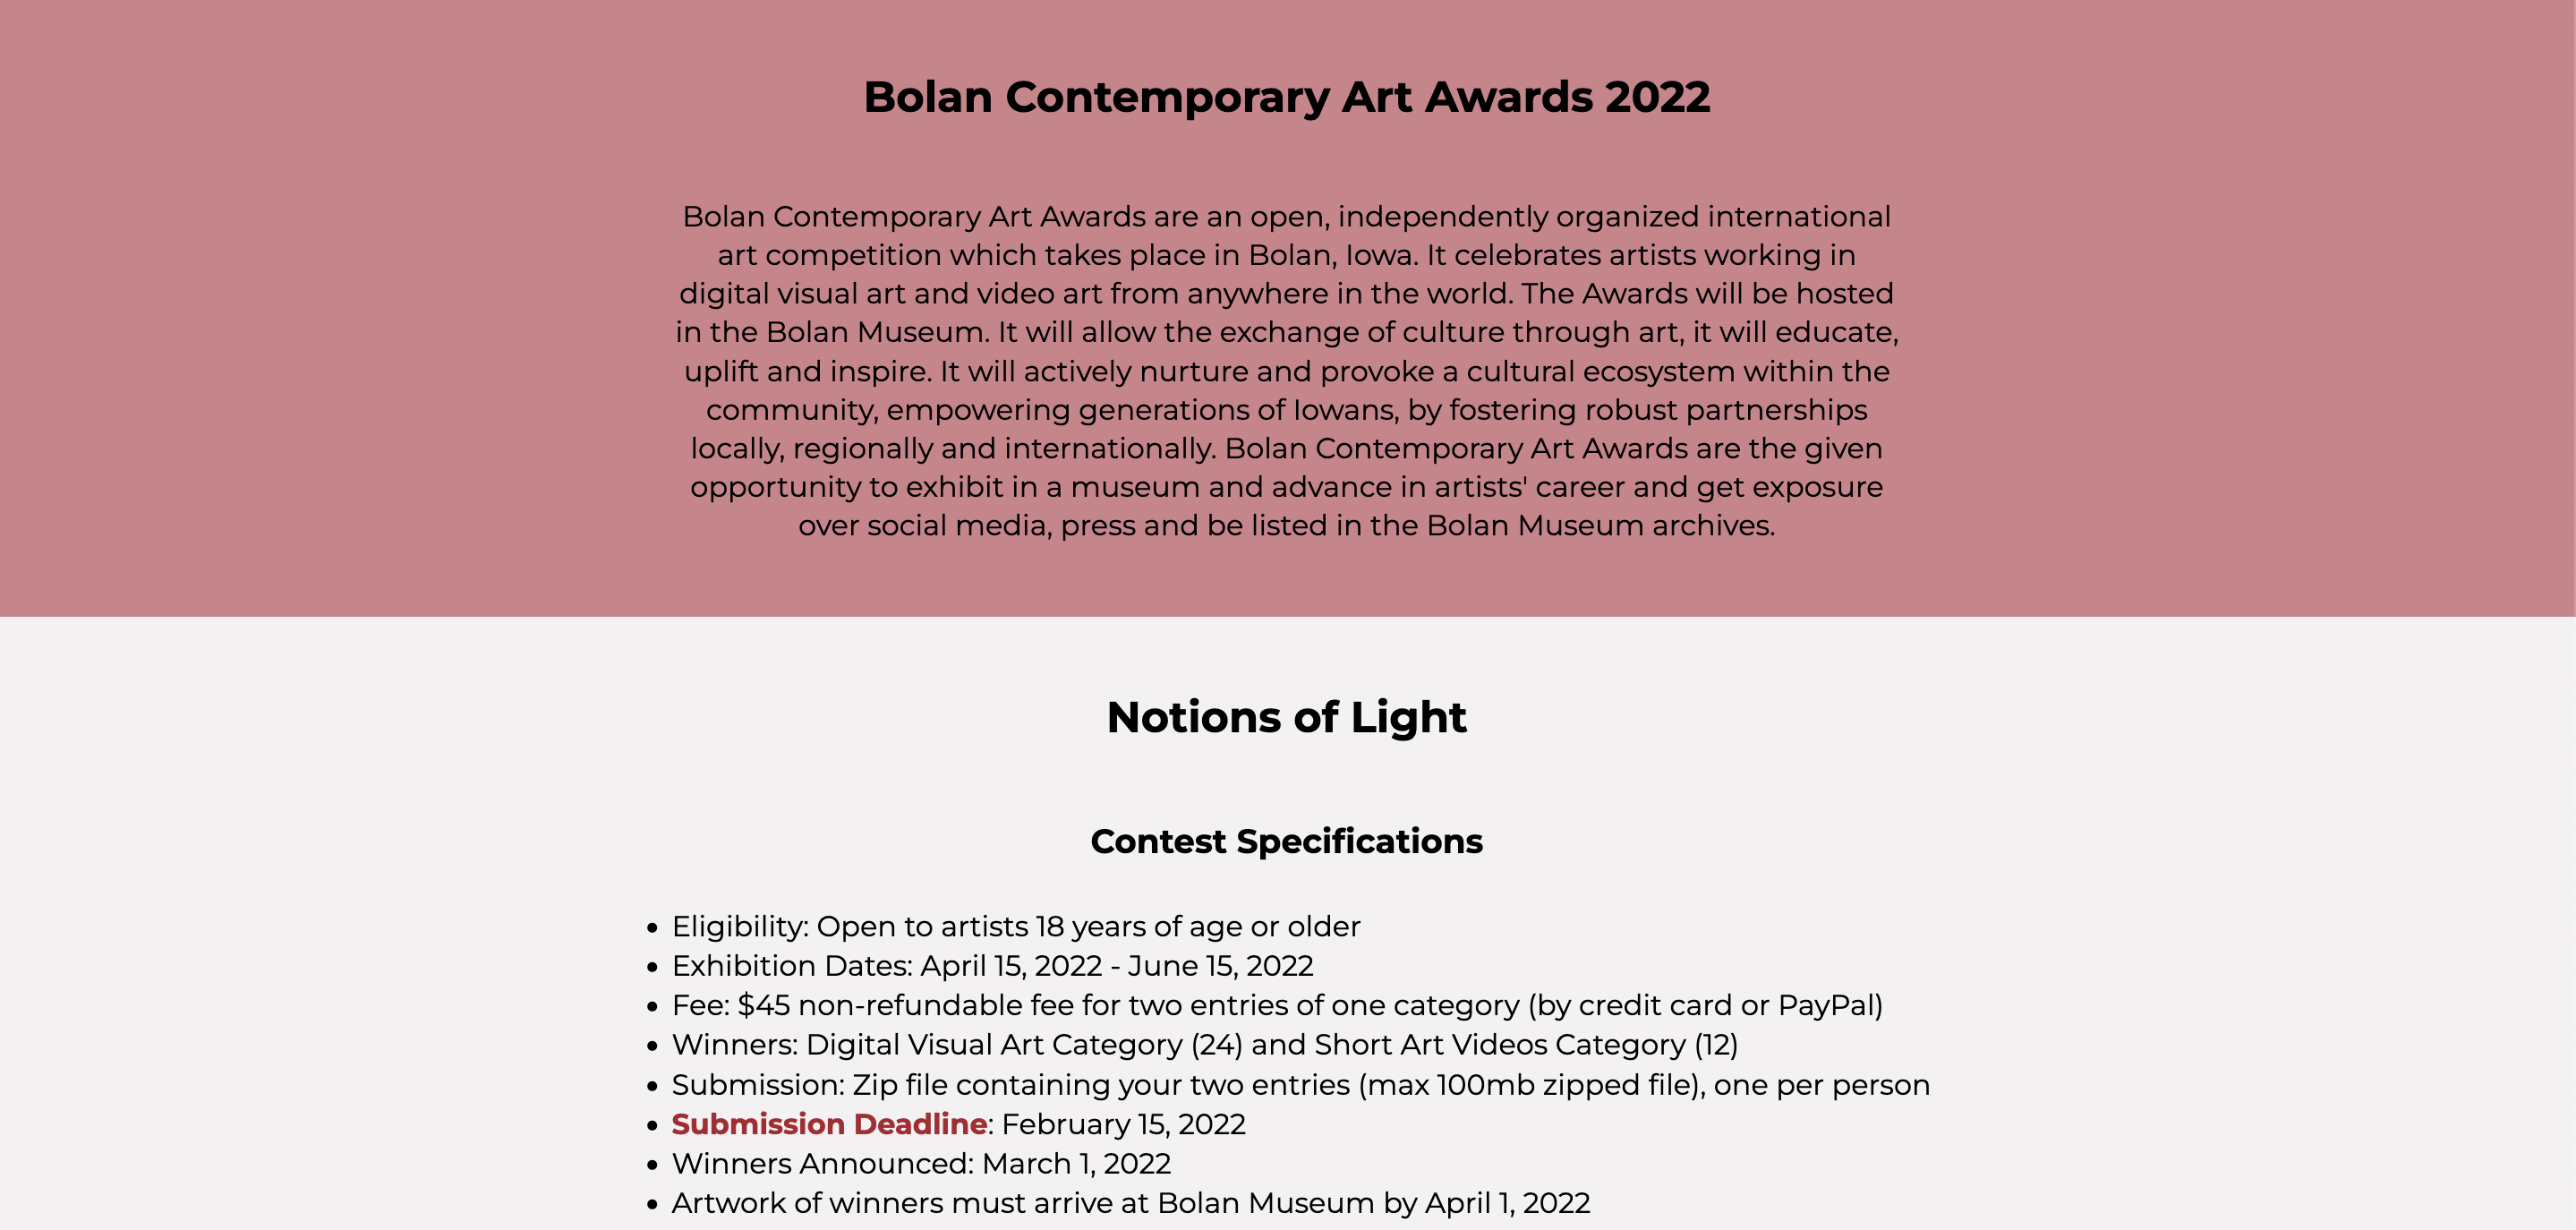 Bolan Contemporary Art Awards 2022
Bolan Contemporary Art Awards are an open, independently organized international
art competition which takes place in Bolan, Iowa. It celebrates artists working in
digital visual art and video art from anywhere in the world. The Awards will be hosted
in the Bolan Museum. It will allow the exchange of culture through art, it will educate,
uplift and inspire. It will actively nurture and provoke a cultural ecosystem within the
community, empowering generations of Iowans, by fostering robust partnerships
locally, regionally and internationally. Bolan Contemporary Art Awards are the given
opportunity to exhibit in a museum and advance in artists' career and get exposure
over social media, press and be listed in the Bolan Museum archives.
Notions of Light
Contest Specifications
• Eligibility: Open to artists 18 years of age or older
• Exhibition Dates: April 15, 2022 - June 15, 2022
• Fee: $45 non-refundable fee for two entries of one category (by credit card or PayPal)
• Winners: Digital Visual Art Category (24) and Short Art Videos Category (12)
• Submission: Zip file containing your two entries (max 100mb zipped file), one per person
• Submission Deadline: February 15, 2022
• Winners Announced: March 1, 2022
• Artwork of winners must arrive at Bolan Museum by April 1, 2022